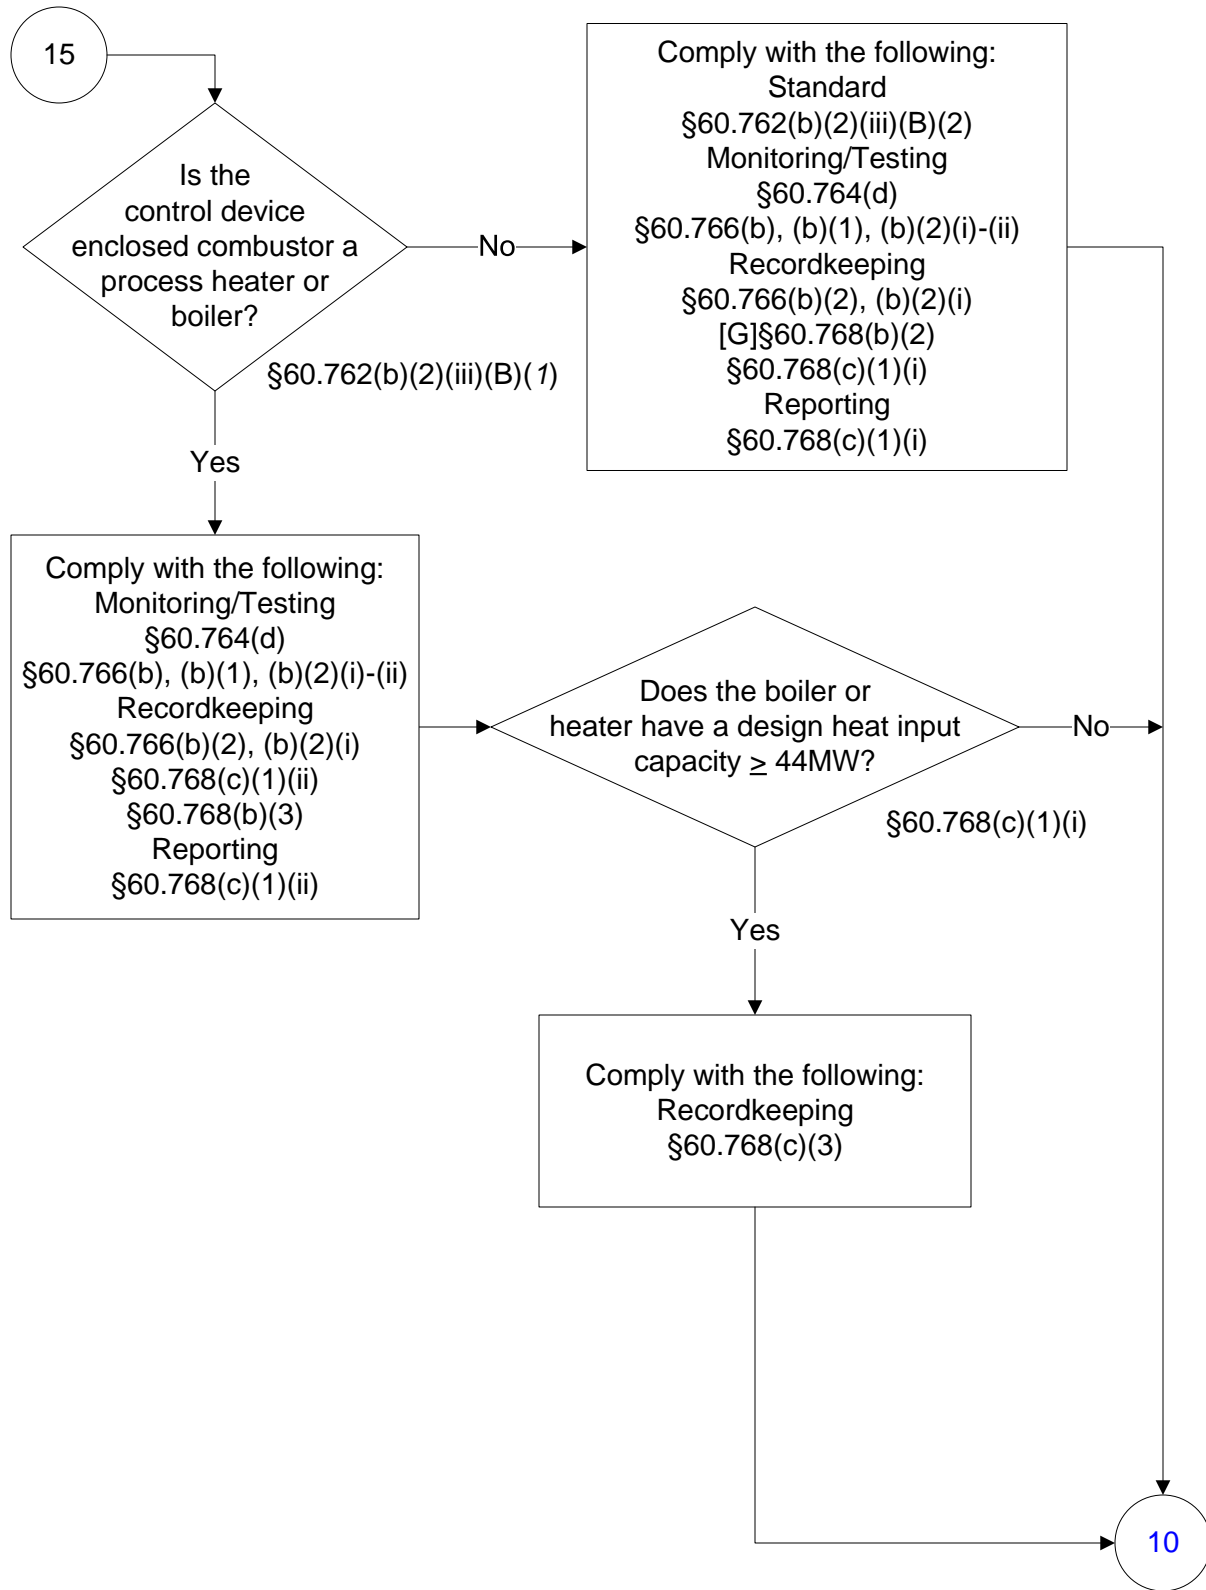 15
Is the
control device
enclosed combustor a
process heater or
boiler?
§60.762(b)(2)(iii)(B)(1)
No
Comply with the following:
Standard
§60.762(b)(2)(iii)(B)(2)
Monitoring/Testing
§60.764(d)
§60.766(b), (b)(1), (b)(2)(i)-(ii)
Recordkeeping
§60.766(b)(2), (b)(2)(i)
[G]§60.768(b)(2)
§60.768(c)(1)(i)
Reporting
§60.768(c)(1)(i)
Yes
Comply with the following:
Monitoring/Testing
§60.764(d)
§60.766(b), (b)(1), (b)(2)(i)-(ii)
Recordkeeping
§60.766(b)(2), (b)(2)(i)
§60.768(c)(1)(ii)
§60.768(b)(3)
Reporting
§60.768(c)(1)(ii)
Does the boiler or
heater have a design heat input
capacity ≥ 44MW?
§60.768(c)(1)(i)
No
Yes
Comply with the following:
Recordkeeping
§60.768(c)(3)
10